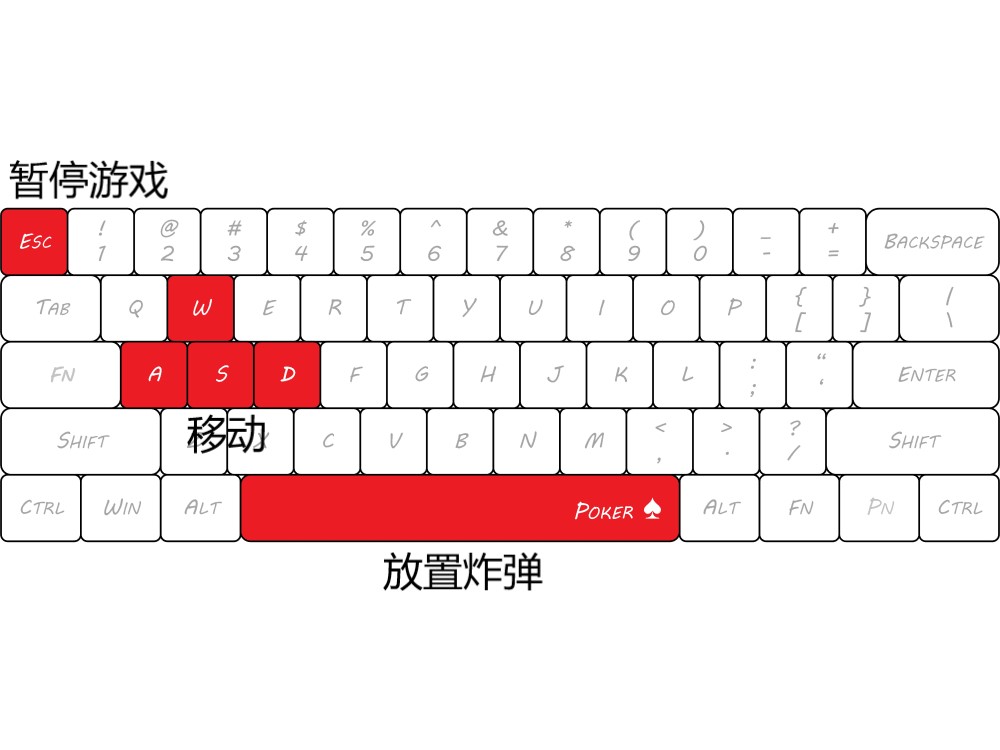 暂停游戏
Esc ! 1 @ 2 # 3 $ 4 % 5 ^ 6 & 7 * 8 ( 9 ) 0 _ - + = Backspace
Tab Q W E R T Y U I O P { [ } ] | \
Fn A S D F G H J K L : ; “ ‘ Enter
Shift X C V B N M < , > . ? / Shift
移动
Ctrl Win Alt Poker ♠ Alt Fn Pn Ctrl
放置炸弹